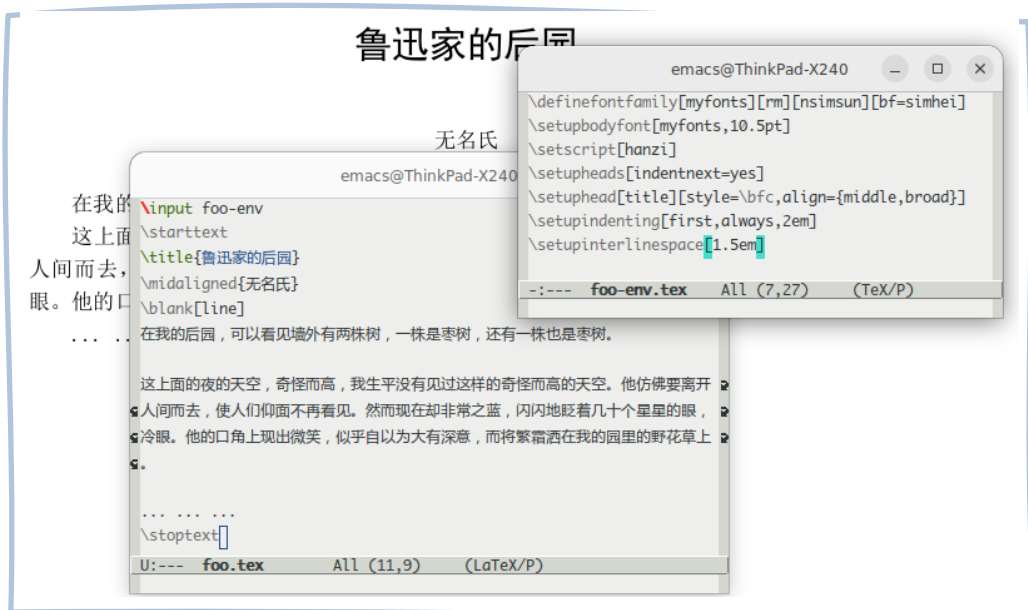 鲁迅家的后园
无名氏
在我的
这上面
人间而去，
眼。他的口
... ..
emacs@ThinkPad-X240
\definefontfamily[myfonts][rm][nsimsun][bf=simhei]
\setupbodyfont[myfonts,10.5pt]
\setscript[hanzi]
\setupheads[indentnext=yes]
\setuphead[title][style=\bfc,align={middle,broad}]
\setupindenting[first,always,2em]
\setupinterlinespace[1.5em]
-:--- foo-env.tex All (7,27) (TeX/P)
emacs@ThinkPad-X240
\input foo-env
\starttext
\title{鲁迅家的后园}
\midaligned{无名氏}
\blank[line]
在我的后园，可以看见墙外有两株树，一株是枣树，还有一株也是枣树。
这上面的夜的天空，奇怪而高，我生平没有见过这样的奇怪而高的天空。他仿佛要离开
人间而去，使人们仰面不再看见。然而现在却非常之蓝，闪闪地眨着几十个星星的眼，
冷眼。他的口角上现出微笑，似乎自以为大有深意，而将繁霜洒在我的园里的野花草上
。
... ... ...
\stoptext
U:--- foo.tex All (11,9) (LaTeX/P)